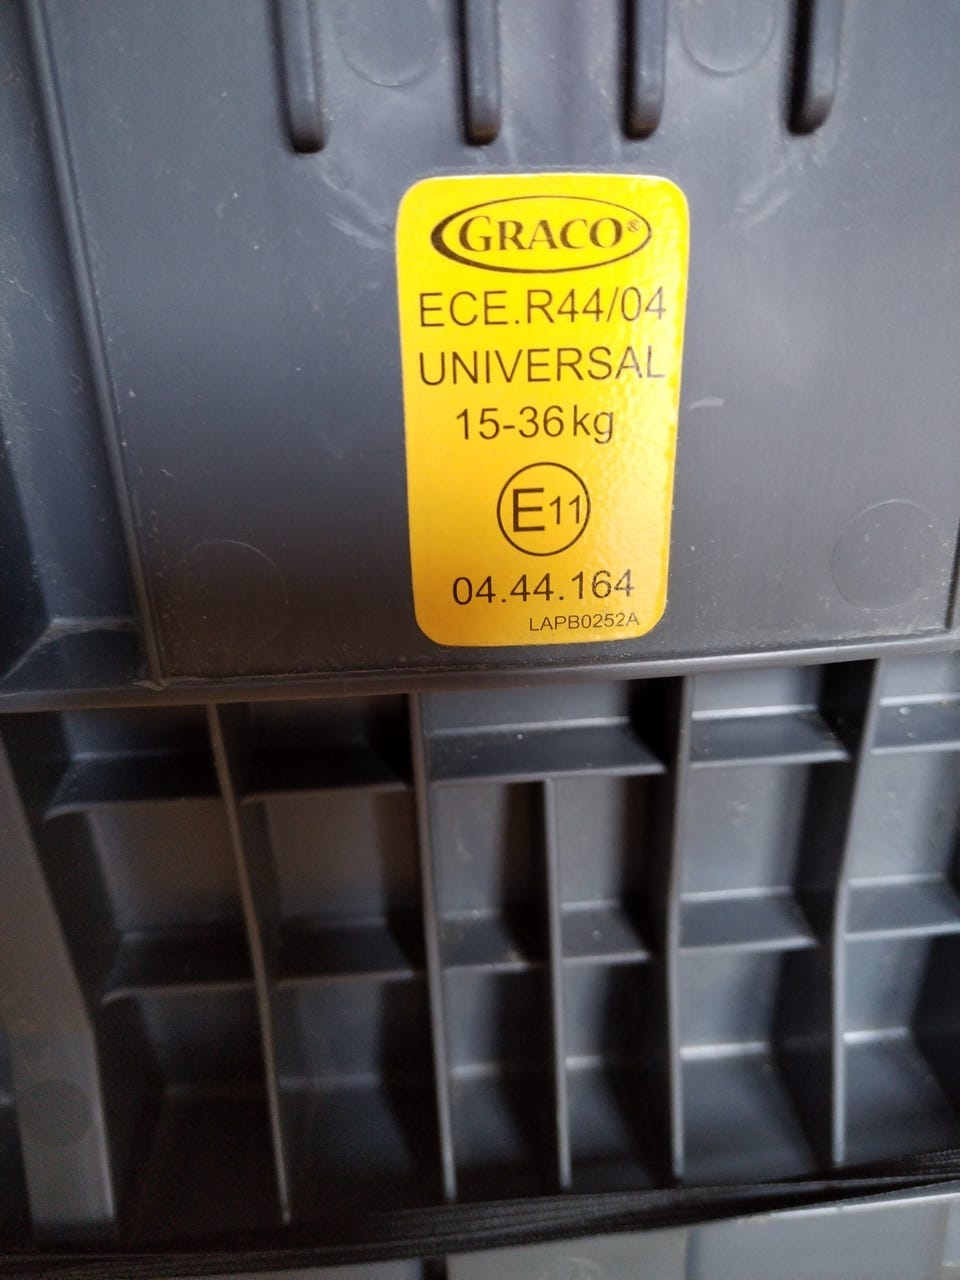 GRACO®
ECE.R44/04
UNIVERSAL
15-36kg
E11
04.44.164
LAPB0252A